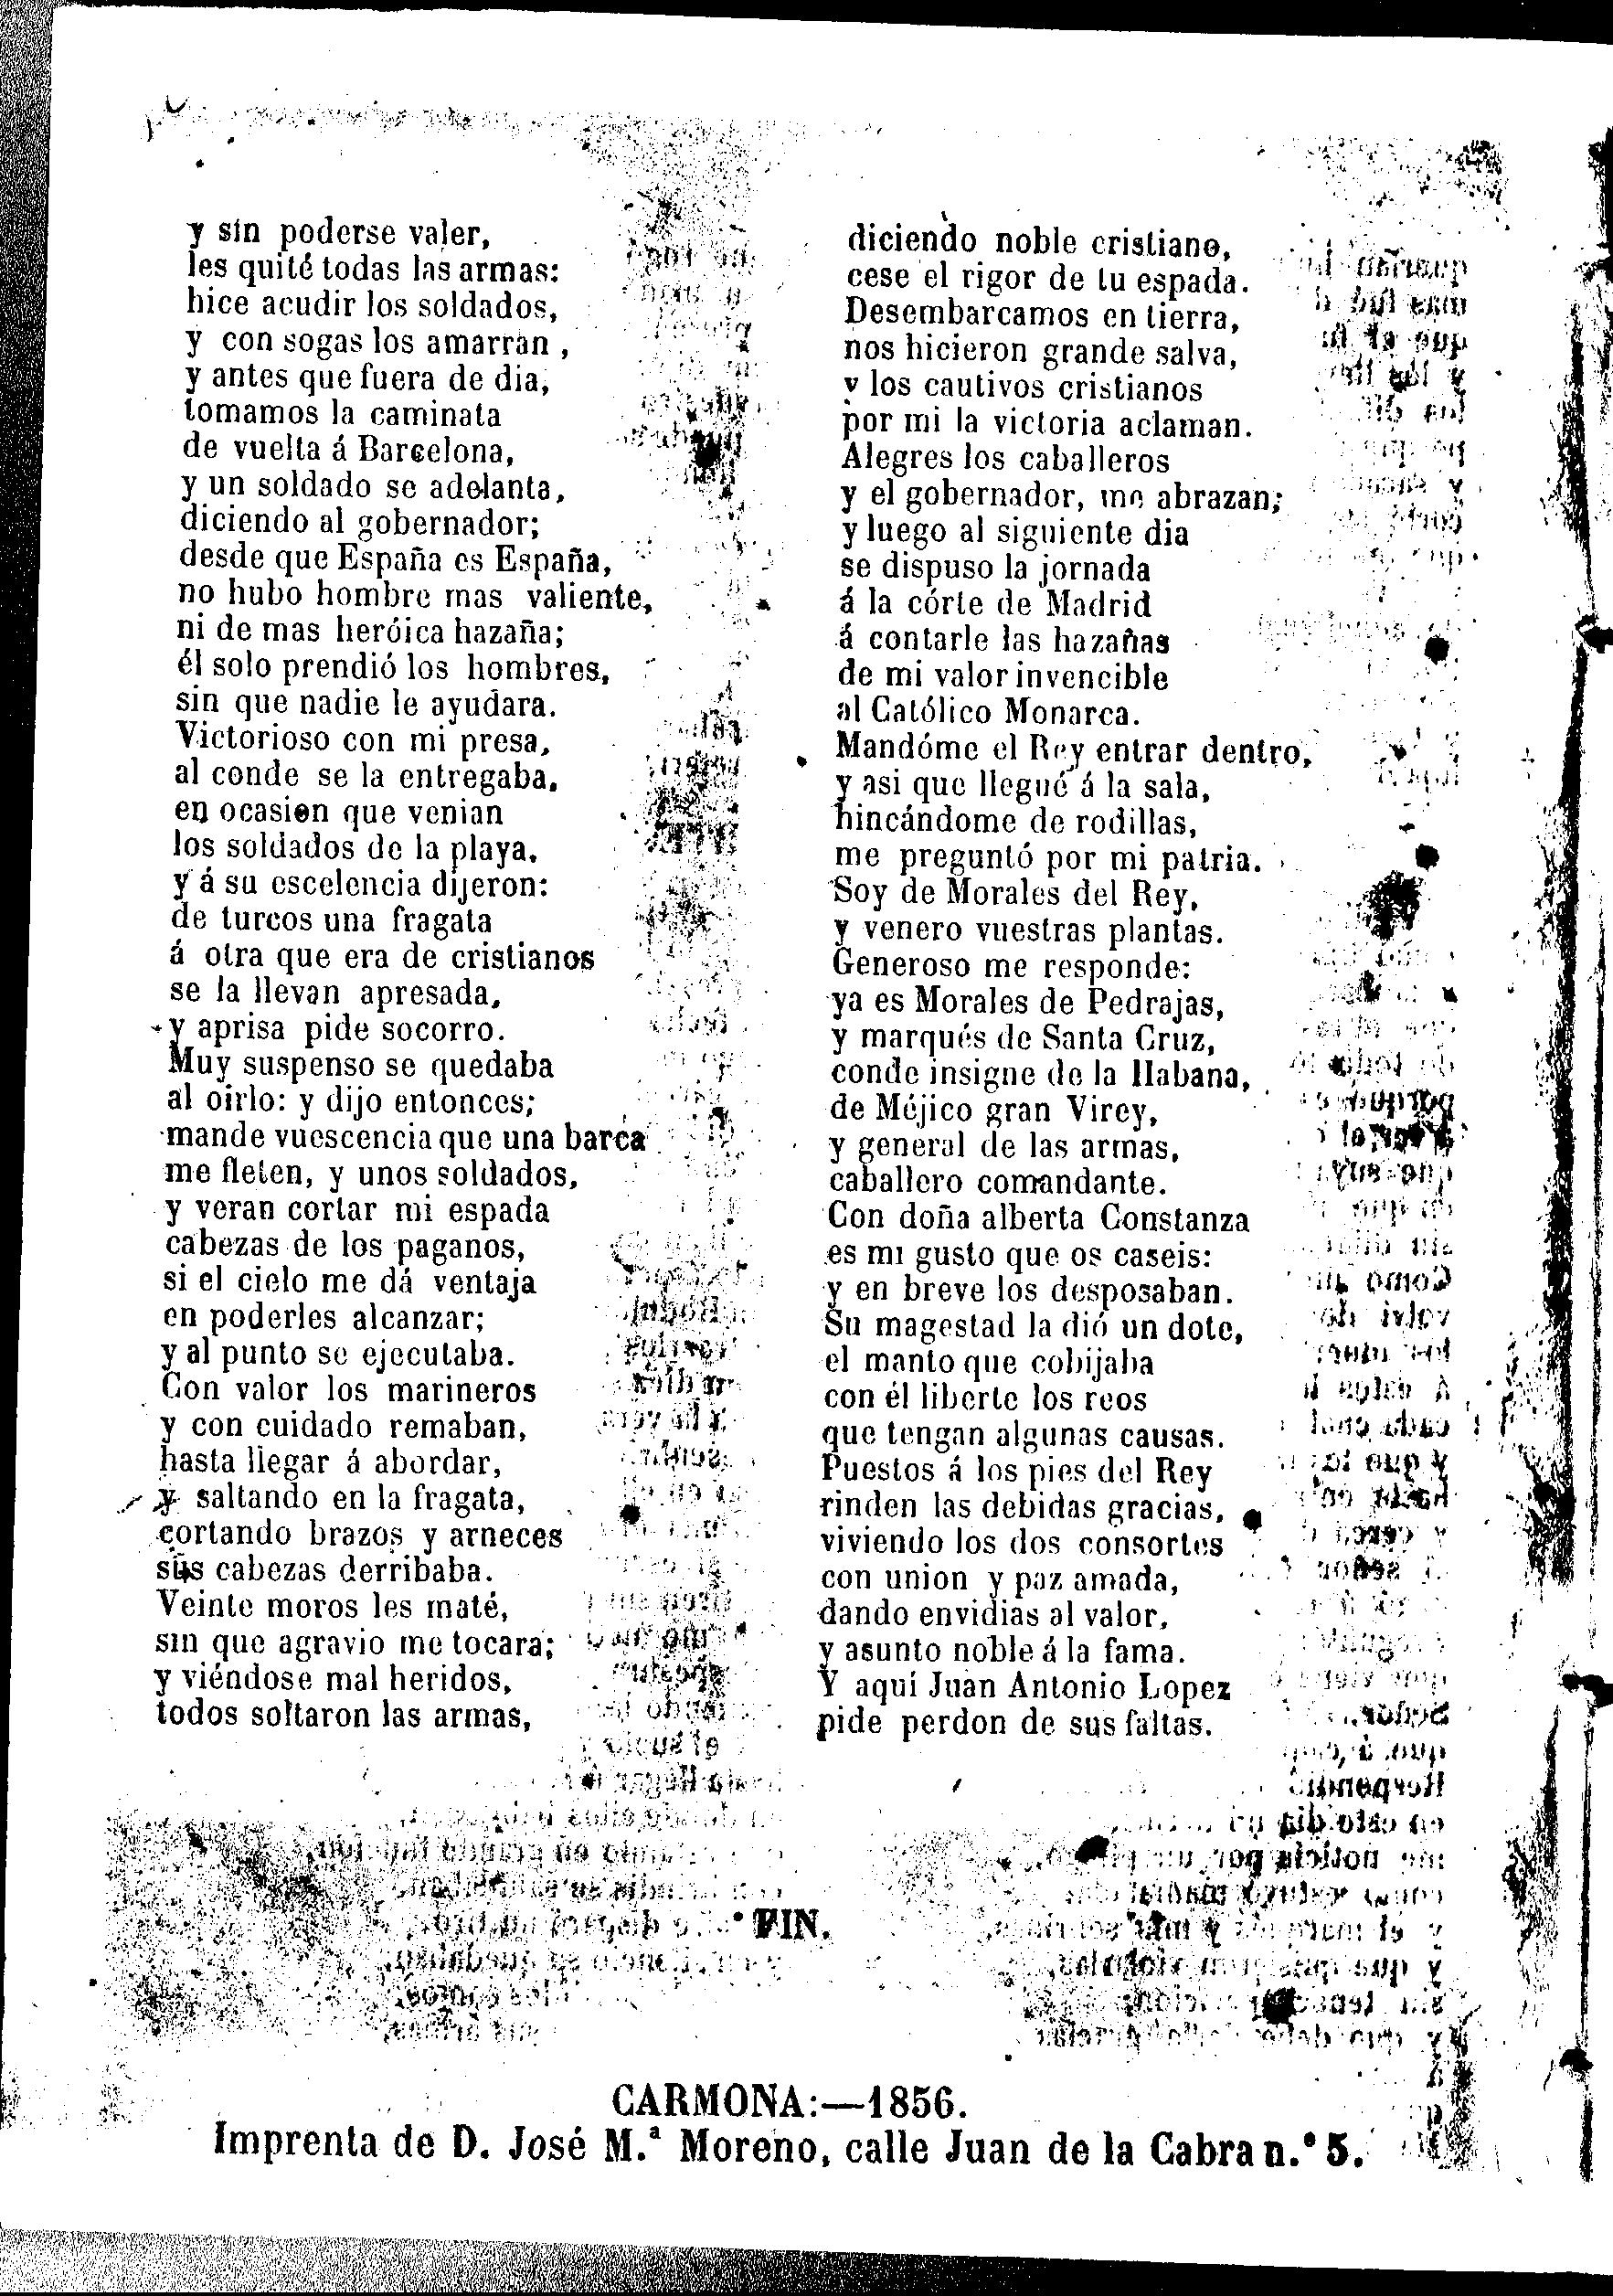 y sin poderse valer,
les quité todas las armas:
hice acudir los soldados,
y con sogas los amarran,
y antes que fuera de dia,
tomamos la caminata
de vuelta á Barcelona,
y un soldado se adelanta,
diciendo al gobernador;
desde que España es España,
no hubo hombre mas valiente,
ni de mas heróica hazaña;
él solo prendió los hombres,
sin que nadie le ayudara.
Victorioso con mi presa,
al conde se la entregaba,
en ocasion que venian
los soldados de la playa.
y á su escelencia dijeron:
de turcos una fragata
á otra que era de cristianos
se la llevan apresada,
y aprisa pide socorro.
Muy suspenso se quedaba
al oirlo: y dijo entonces;
mande vuescencia que una barca
me fleten, y unos soldados,
y veran cortar mi espada
cabezas de los paganos,
si el cielo me dá ventaja
en poderles alcanzar;
y al punto se ejecutaba.
Con valor los marineros
y con cuidado remaban,
hasta llegar á abordar,
y saltando en la fragata,
cortando brazos y arneces
sus cabezas derribaba.
Veinte moros les maté,
sin que agravio me tocara;
y viéndose mal heridos,
todos soltaron las armas,
diciendo noble cristiano,
cese el rigor de tu espada.
Desembarcamos en tierra,
nos hicieron grande salva,
y los cautivos cristianos
por mi la victoria aclaman.
Alegres los caballeros
y el gobernador, me abrazan;
y luego al siguiente dia
se dispuso la jornada
á la córte de Madrid
á contarle las hazañas
de mi valor invencible
al Católico Monarca.
Mandóme el Rey entrar dentro,
y asi que llegué á la sala,
hincándome de rodillas,
me preguntó por mi patria.
Soy de Morales del Rey,
y venero vuestras plantas.
Generoso me responde:
ya es Morales de Pedrajas,
y marqués de Santa Cruz,
conde insigne de la Habana,
de Méjico gran Virey,
y general de las armas,
caballero comandante.
Con doña alberta Constanza
es mi gusto que os caseis:
y en breve los desposaban.
Su magestad la dió un dote,
el manto que cobijaba
con él liberte los reos
que tengan algunas causas.
Puestos á los pies del Rey
rinden las debidas gracias,
viviendo los dos consortes
con union y paz amada,
dando envidias al valor,
y asunto noble á la fama.
Y aquí Juan Antonio Lopez
pide perdon de sus faltas.
FIN.
CARMONA:—1856.
Imprenta de D. José M.ª Moreno, calle Juan de la Cabra n.º 5.